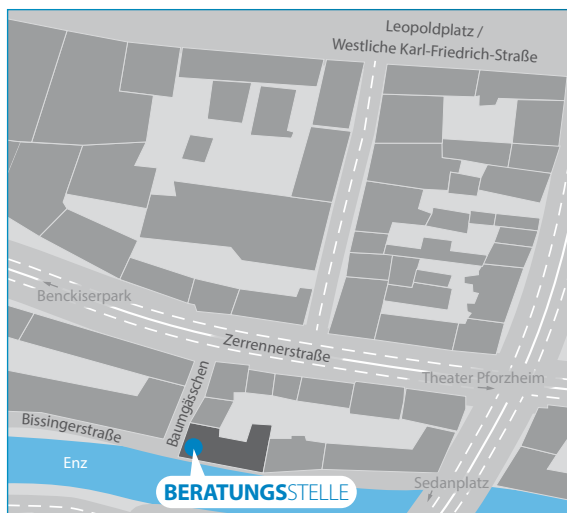 Leopoldplatz /
Westliche Karl-Friedrich-Straße
Benckiserpark
Zerrennerstraße
Theater Pforzheim
Baumgässchen
Bissingerstraße
Enz
Sedanplatz
BERATUNGSSTELLE